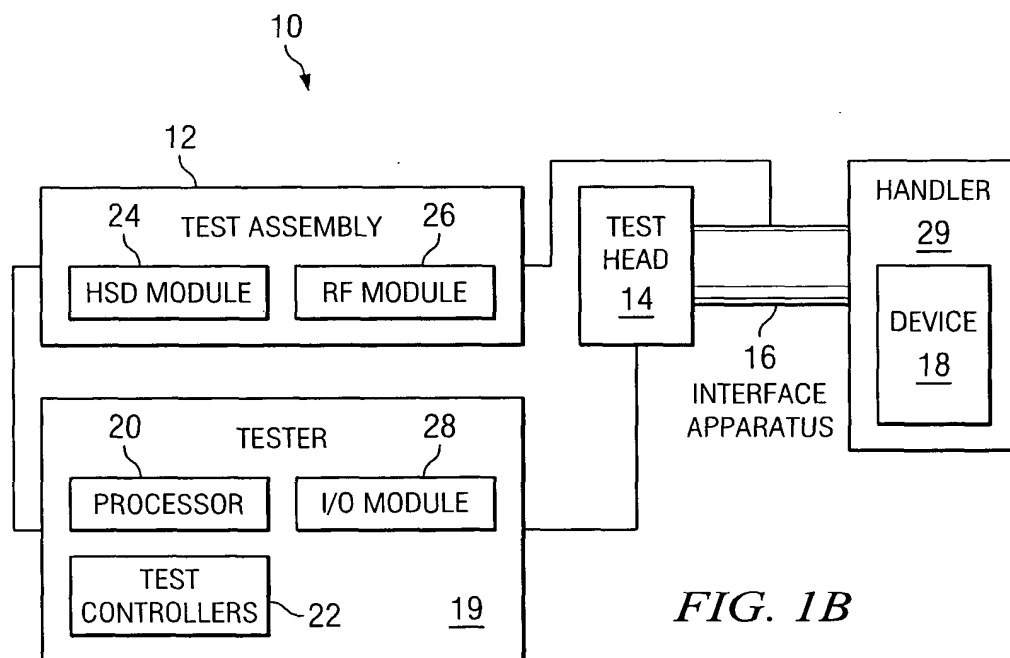 10
12
TEST ASSEMBLY
24
26
HSD MODULE
RF MODULE
TEST
HEAD
14
HANDLER
29
DEVICE
18
16
INTERFACE
APPARATUS
TESTER
20
28
PROCESSOR
I/O MODULE
TEST
CONTROLLERS
22
19
FIG. 1B